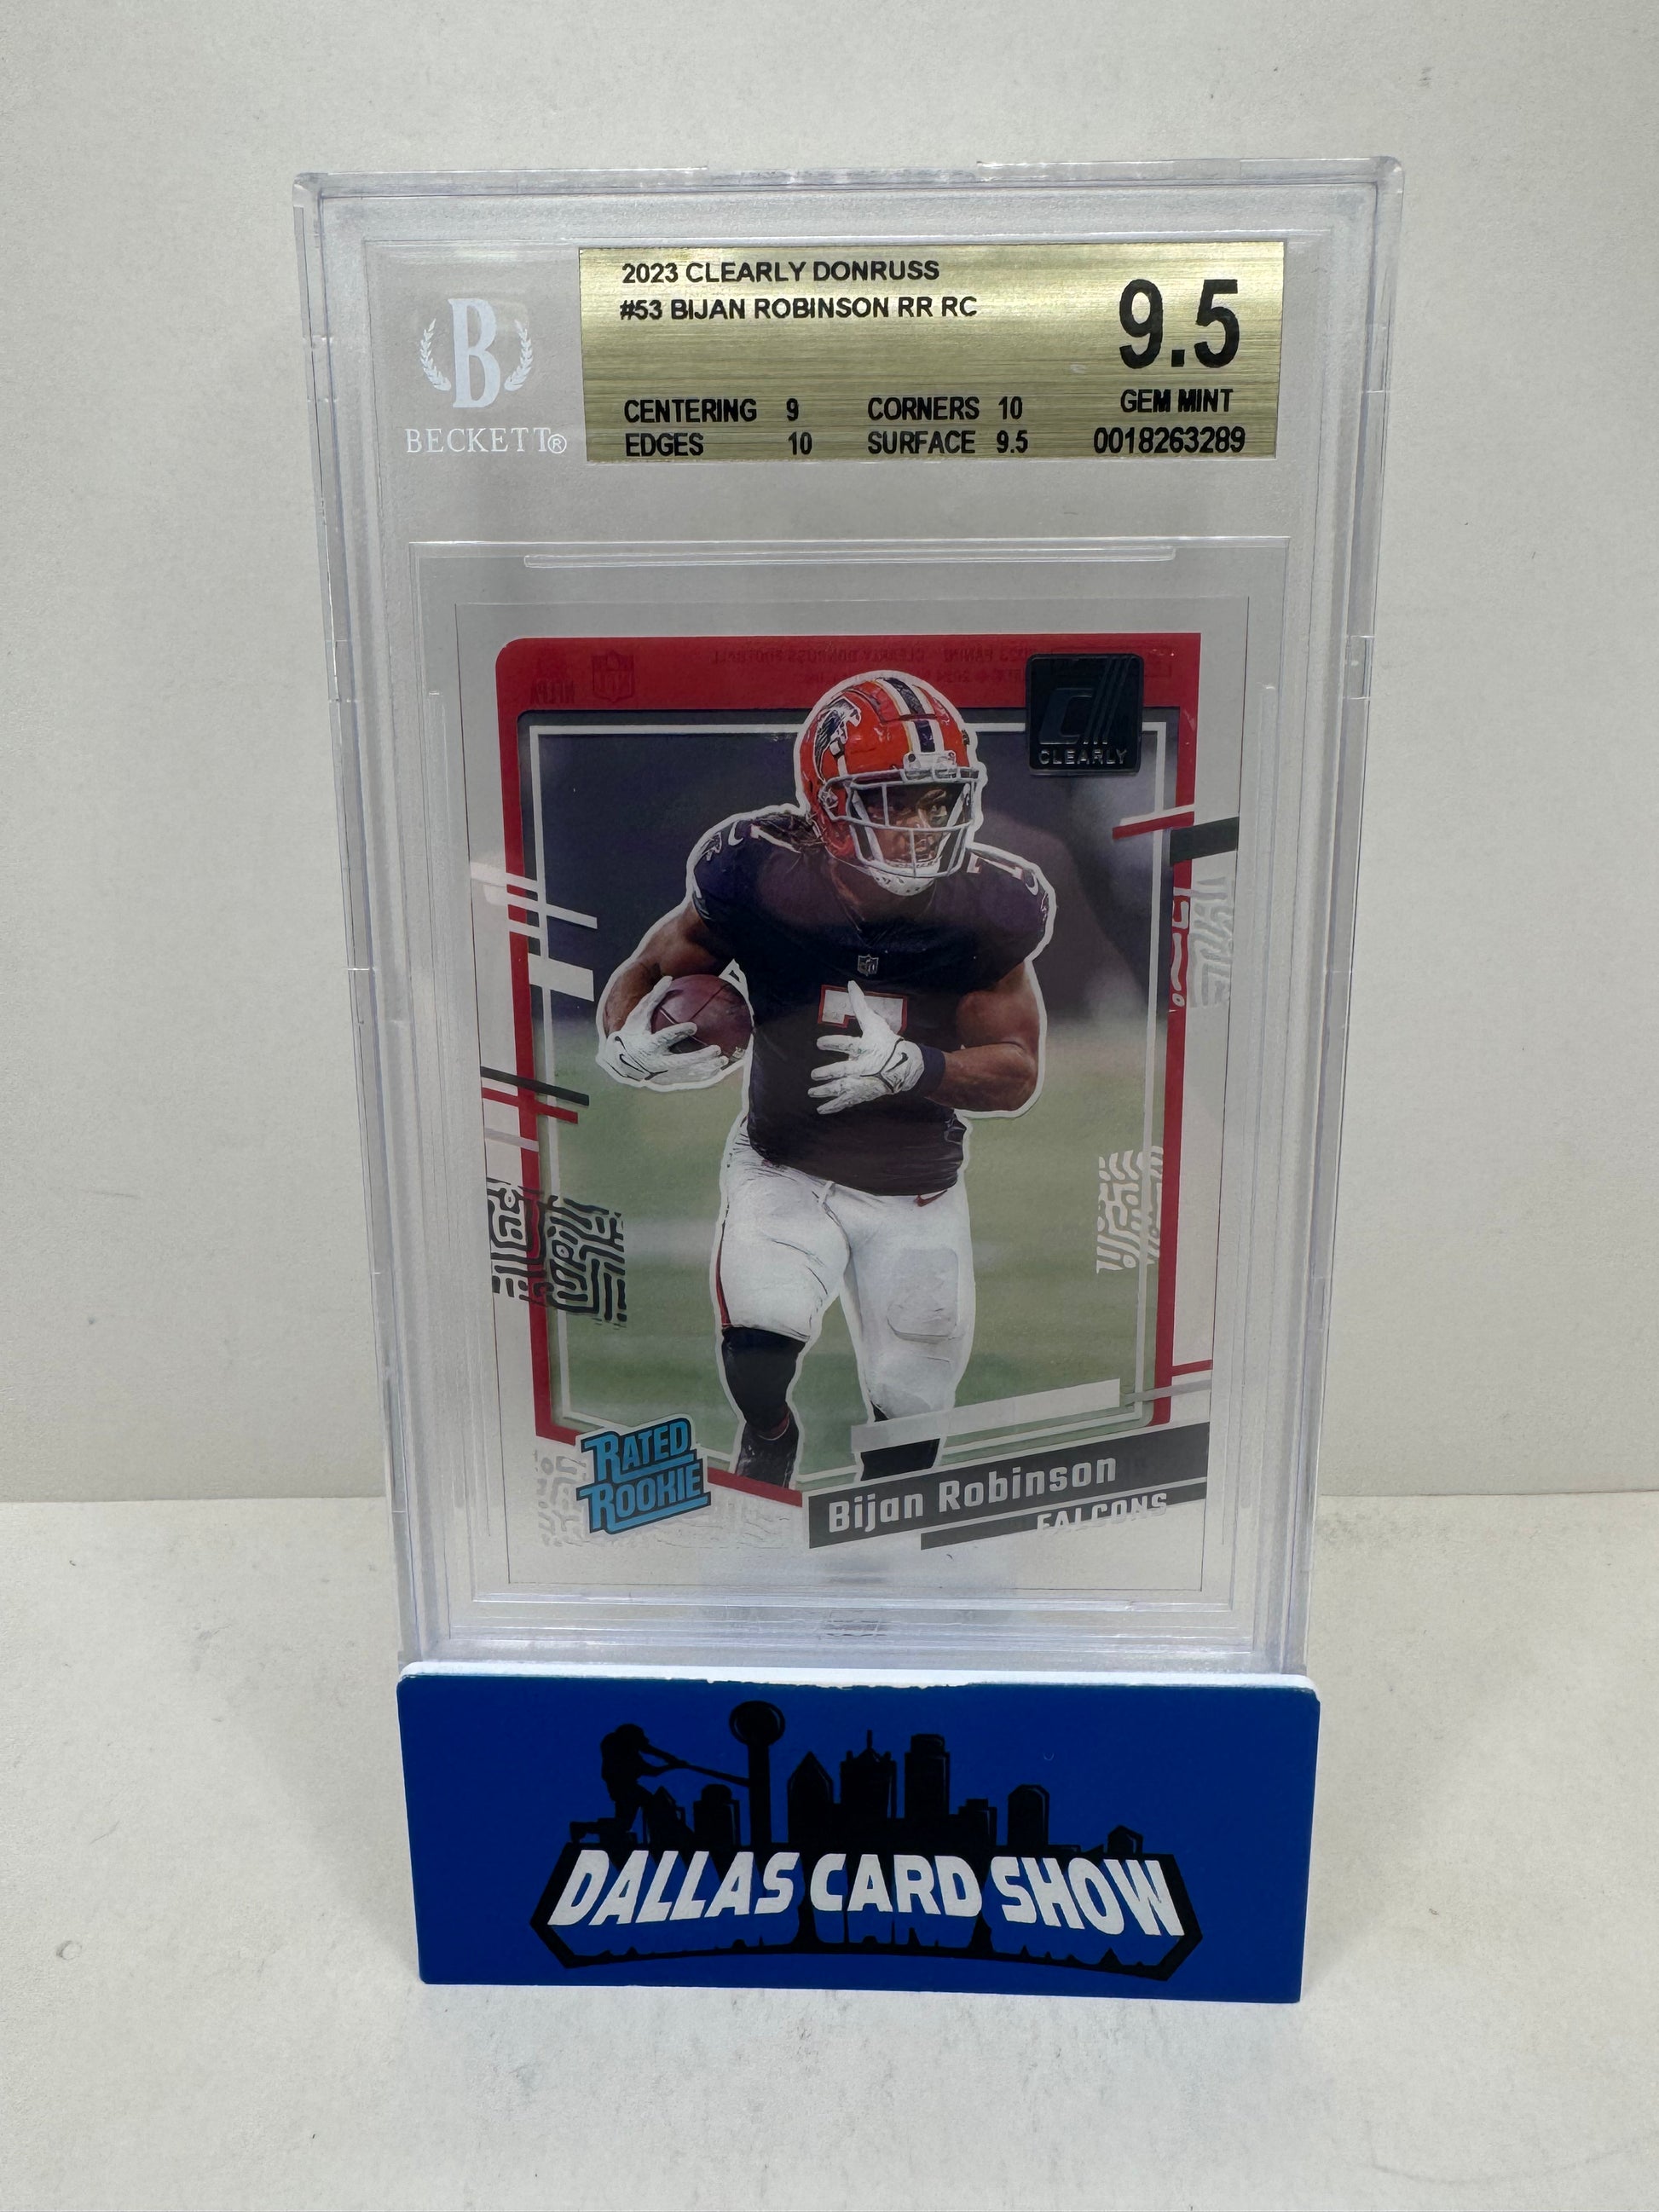 2023 CLEARLY DONRUSS
#53 BIJAN ROBINSON RR RC
9.5
GEM MINT
CENTERING 9 CORNERS 10
EDGES 10 SURFACE 9.5
0018263289
B
BECKETT®
CLEARLY
7
RATED
ROOKIE
Bijan Robinson
FALCONS
DALLAS CARD SHOW